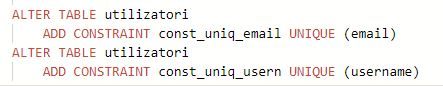 ALTER TABLE utilizatori
ADD CONSTRAINT const_uniq_email UNIQUE (email)
ALTER TABLE utilizatori
ADD CONSTRAINT const_uniq_usern UNIQUE (username)